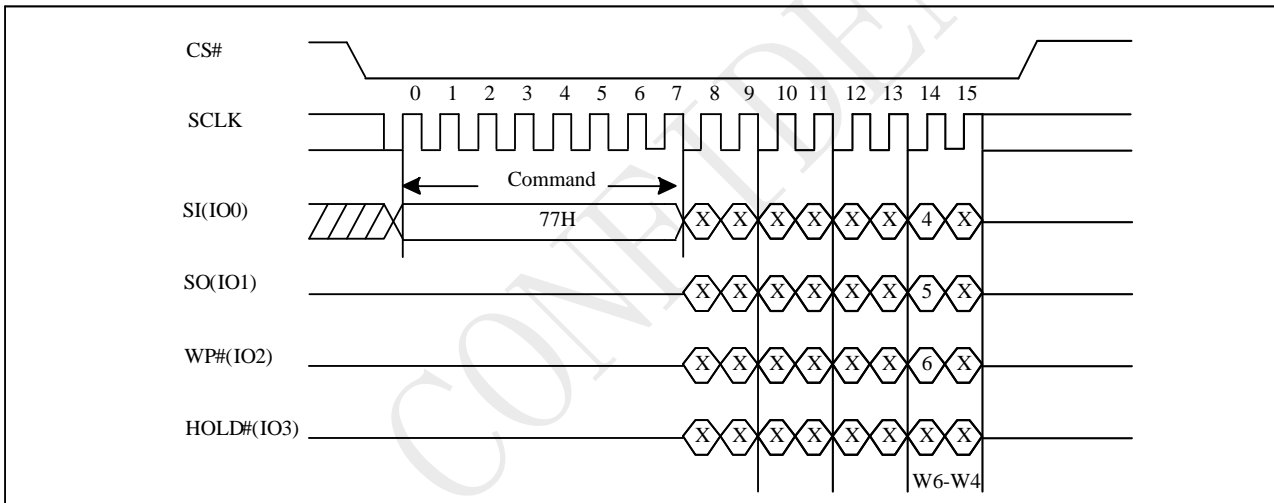 CS#
0 1 2 3 4 5 6 7 8 9 10 11 12 13 14 15
SCLK
Command
SI(IO0) 77H X X X X X X 4 X
SO(IO1) X X X X X X 5 X
WP#(IO2) X X X X X X 6 X
HOLD#(IO3) X X X X X X X X
W6-W4
CONFIDE